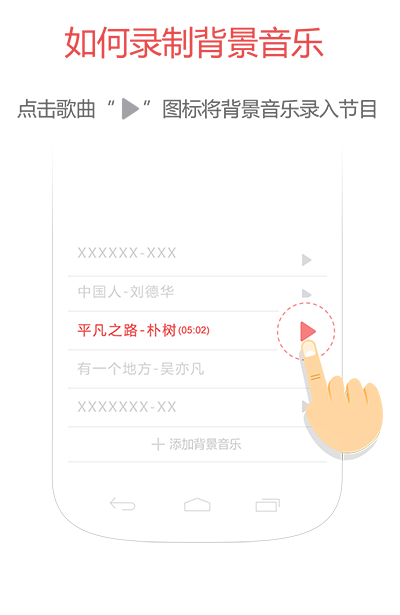 如何录制背景音乐
点击歌曲“▶”图标将背景音乐录入节目
XXXXXX-XXX
中国人-刘德华
平凡之路-朴树(05:02)
有一个地方-吴亦凡
XXXXXXX-XX
+ 添加背景音乐